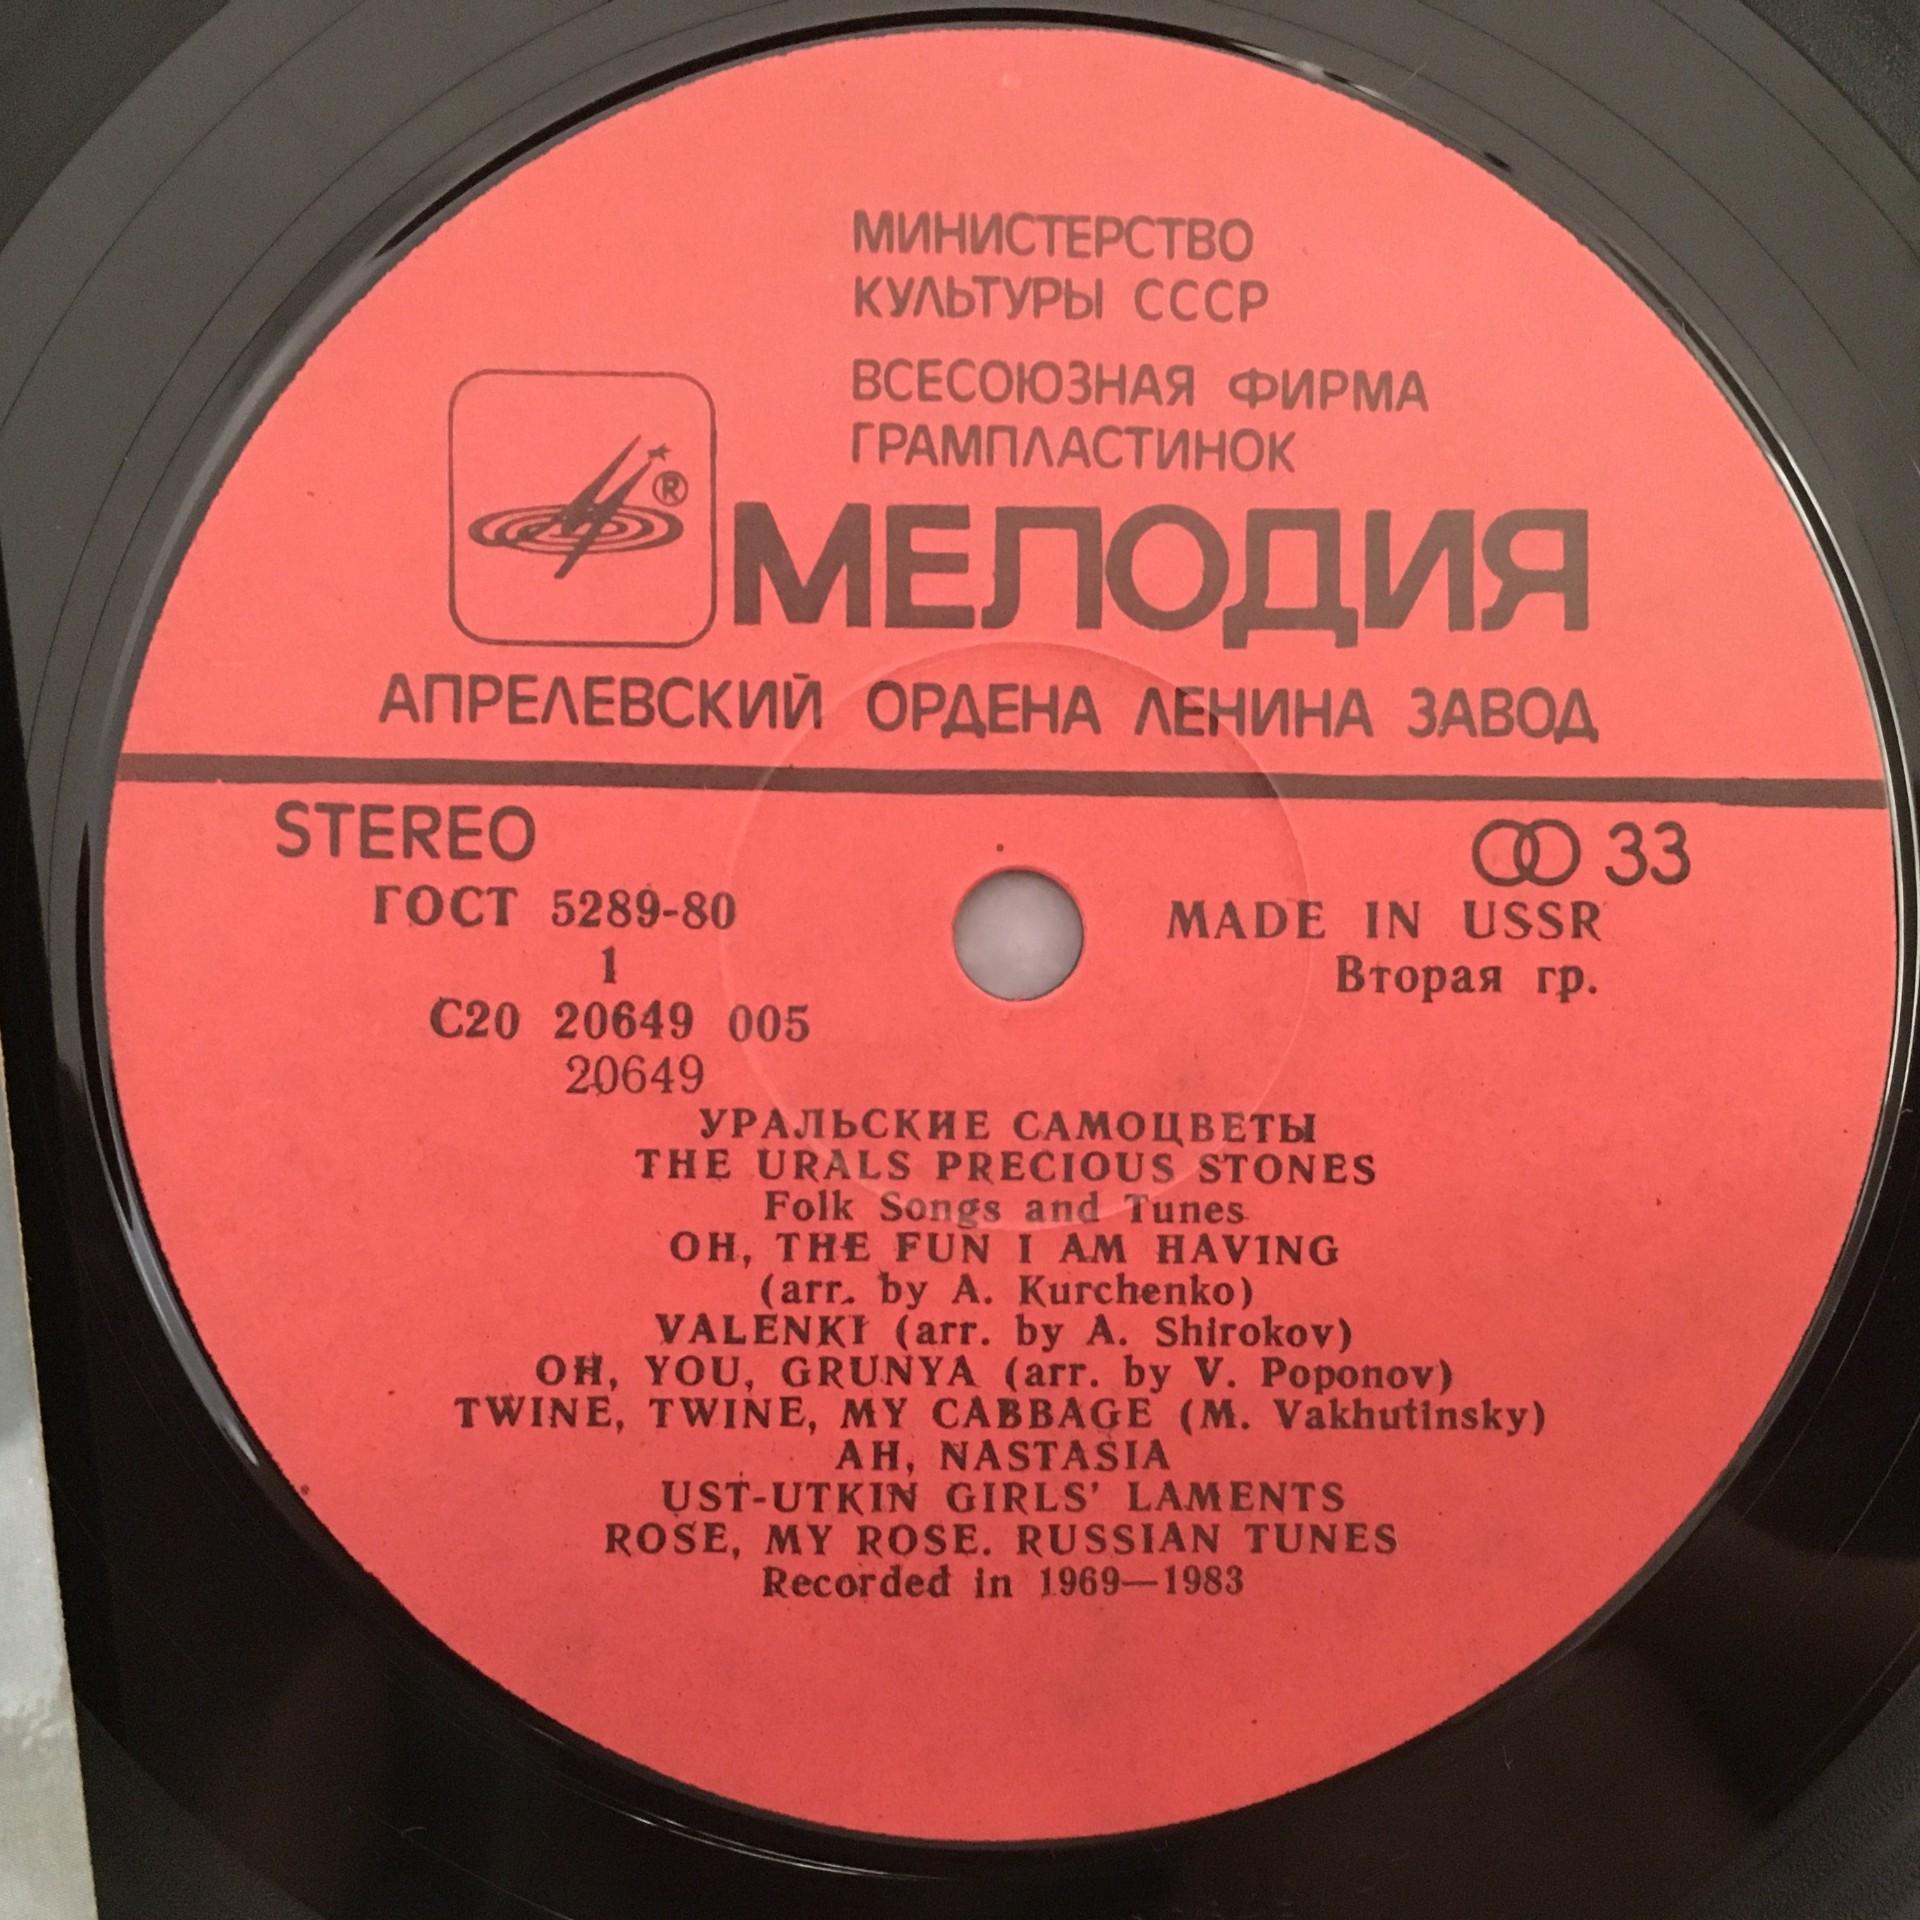 МИНИСТЕРСТВО
КУЛЬТУРЫ СССР
ВСЕСОЮЗНАЯ ФИРМА
ГРАМПЛАСТИНОК
®
МЕЛОДИЯ
АПРЕЛЕВСКИЙ ОРДЕНА ЛЕНИНА ЗАВОД
STEREO
33
ГОСТ 5289-80
MADE IN USSR
1
Вторая гр.
С20 20649 005
20649
УРАЛЬСКИЕ САМОЦВЕТЫ
THE URALS PRECIOUS STONES
Folk Songs and Tunes
OH, THE FUN I AM HAVING
(arr. by A. Kurchenko)
VALENKI (arr. by A. Shirokov)
OH, YOU, GRUNYA (arr. by V. Poponov)
TWINE, TWINE, MY CABBAGE (M. Vakhutinsky)
AH, NASTASIA
UST-UTKIN GIRLS' LAMENTS
ROSE, MY ROSE. RUSSIAN TUNES
Recorded in 1969—1983